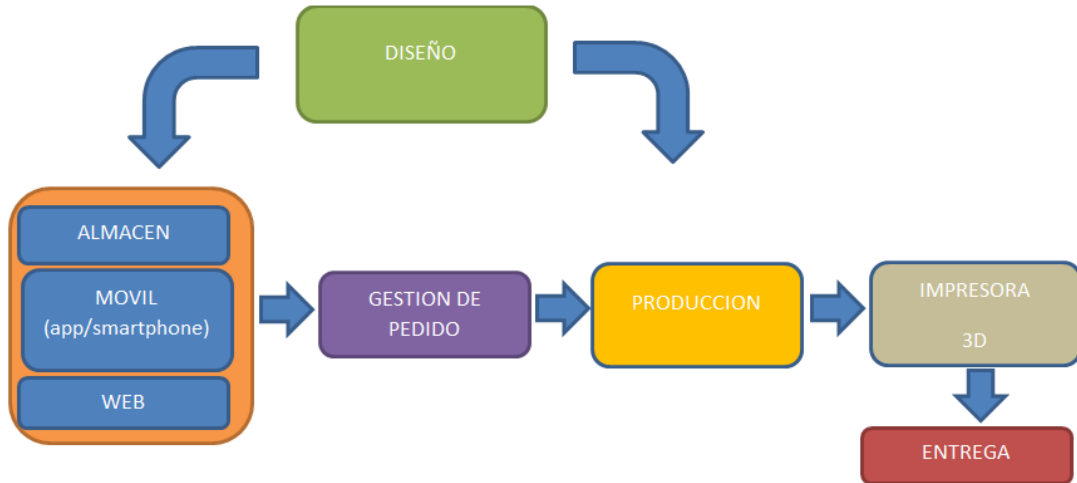 DISEÑO
ALMACEN
MOVIL
(app/smartphone)
WEB
GESTION DE
PEDIDO
PRODUCCION
IMPRESORA
3D
ENTREGA